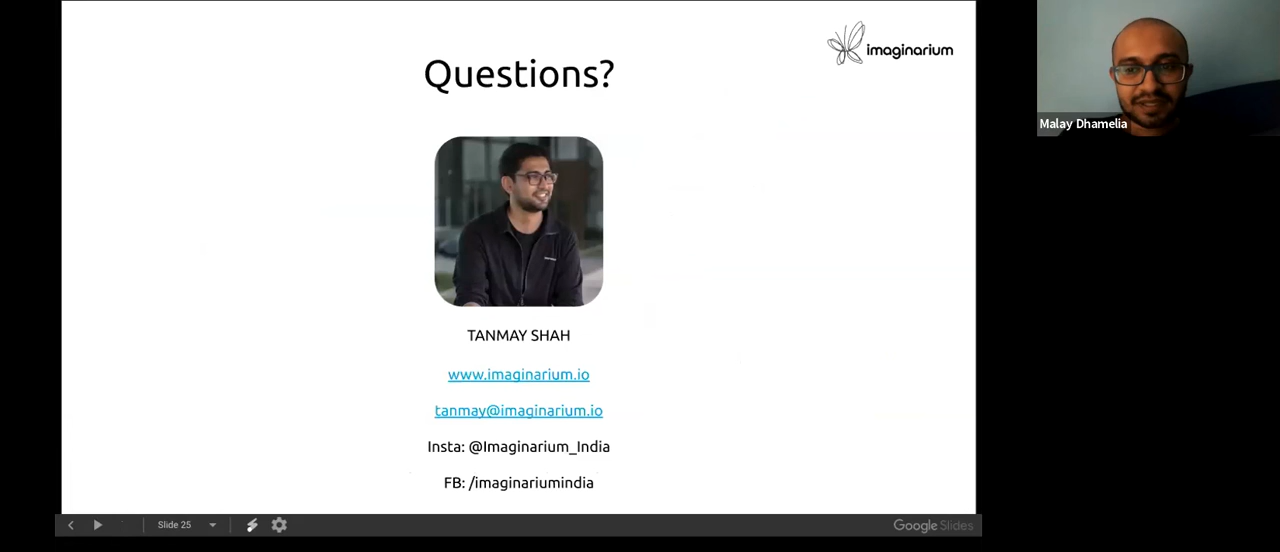 imaginarium
Questions?
Malay Dhamelia
TANMAY SHAH
www.imaginarium.io
tanmay@imaginarium.io
Insta: @Imaginarium_India
FB: /imaginariumindia
Slide 25
Google Slides